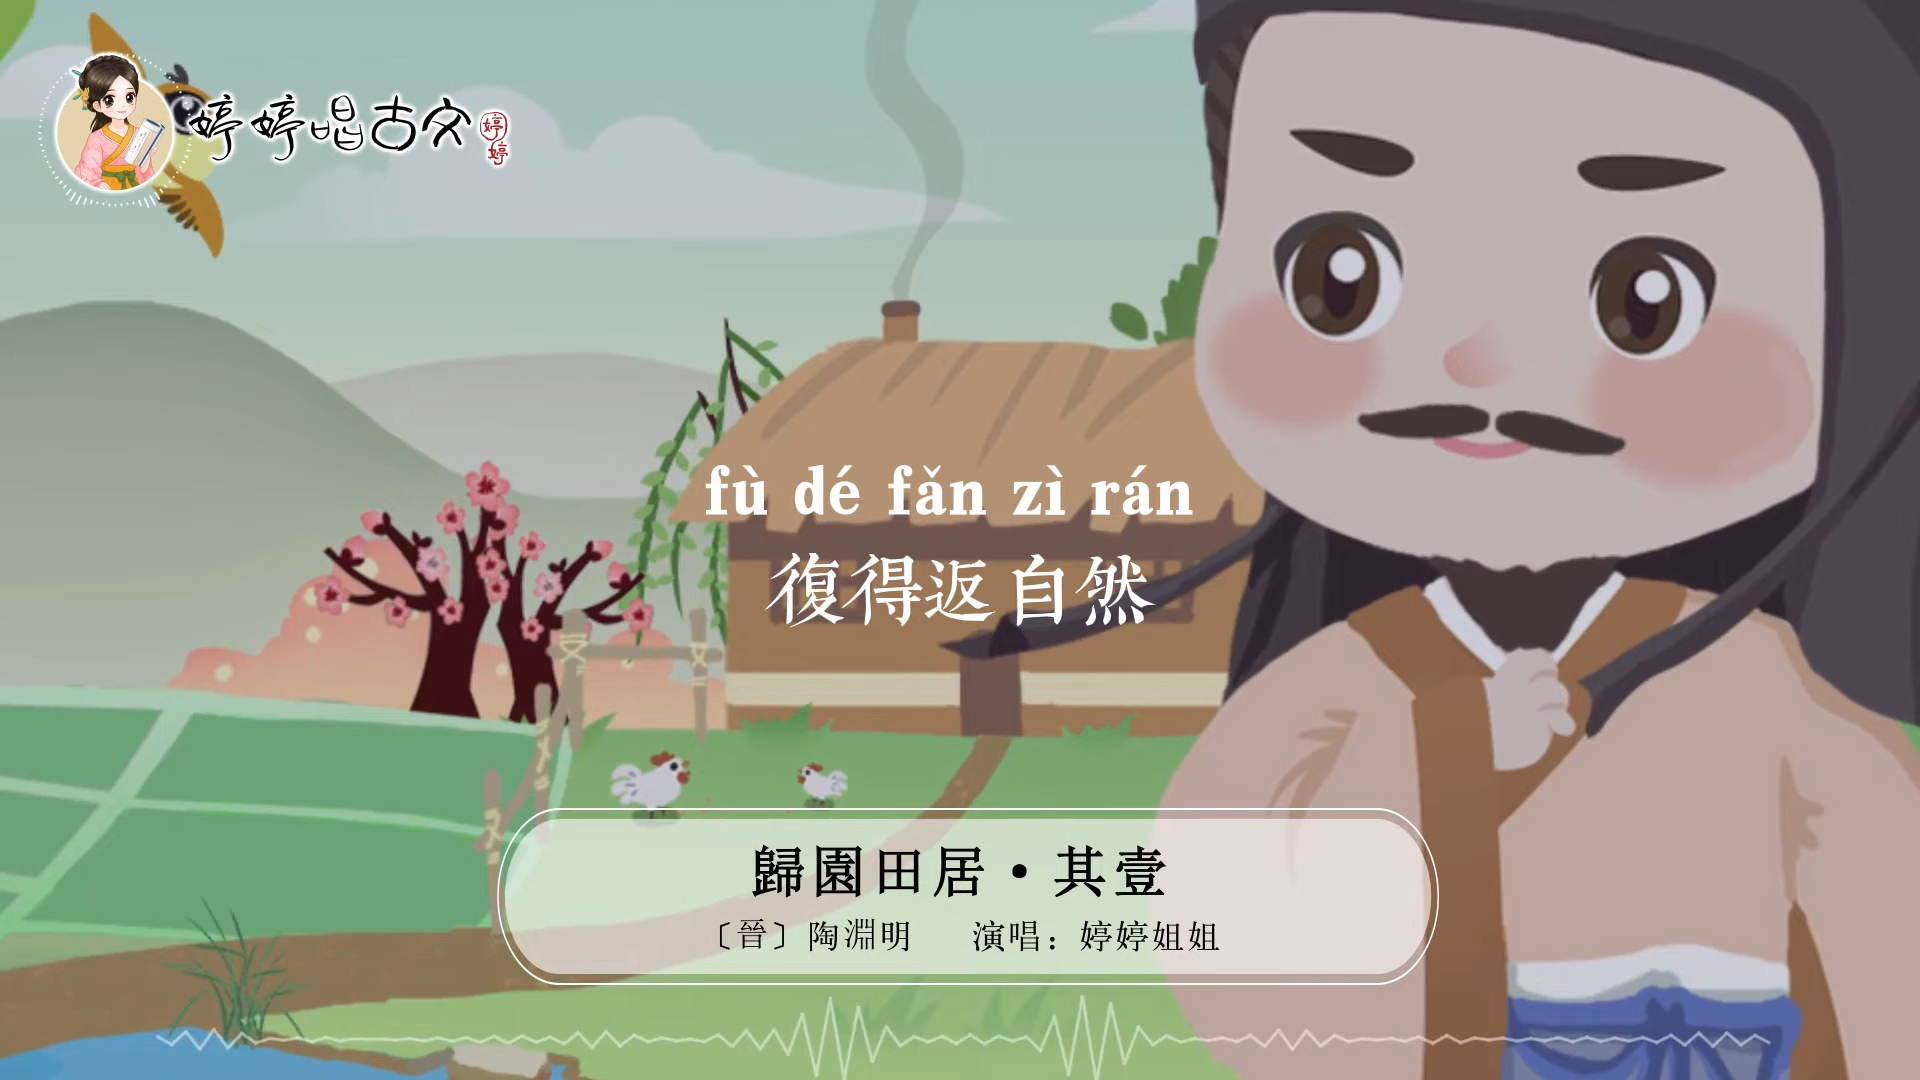 婷婷唱古文
婷婷
fù dé fǎn zì rán
復得返自然
歸園田居·其壹
〔晉〕陶淵明 演唱：婷婷姐姐